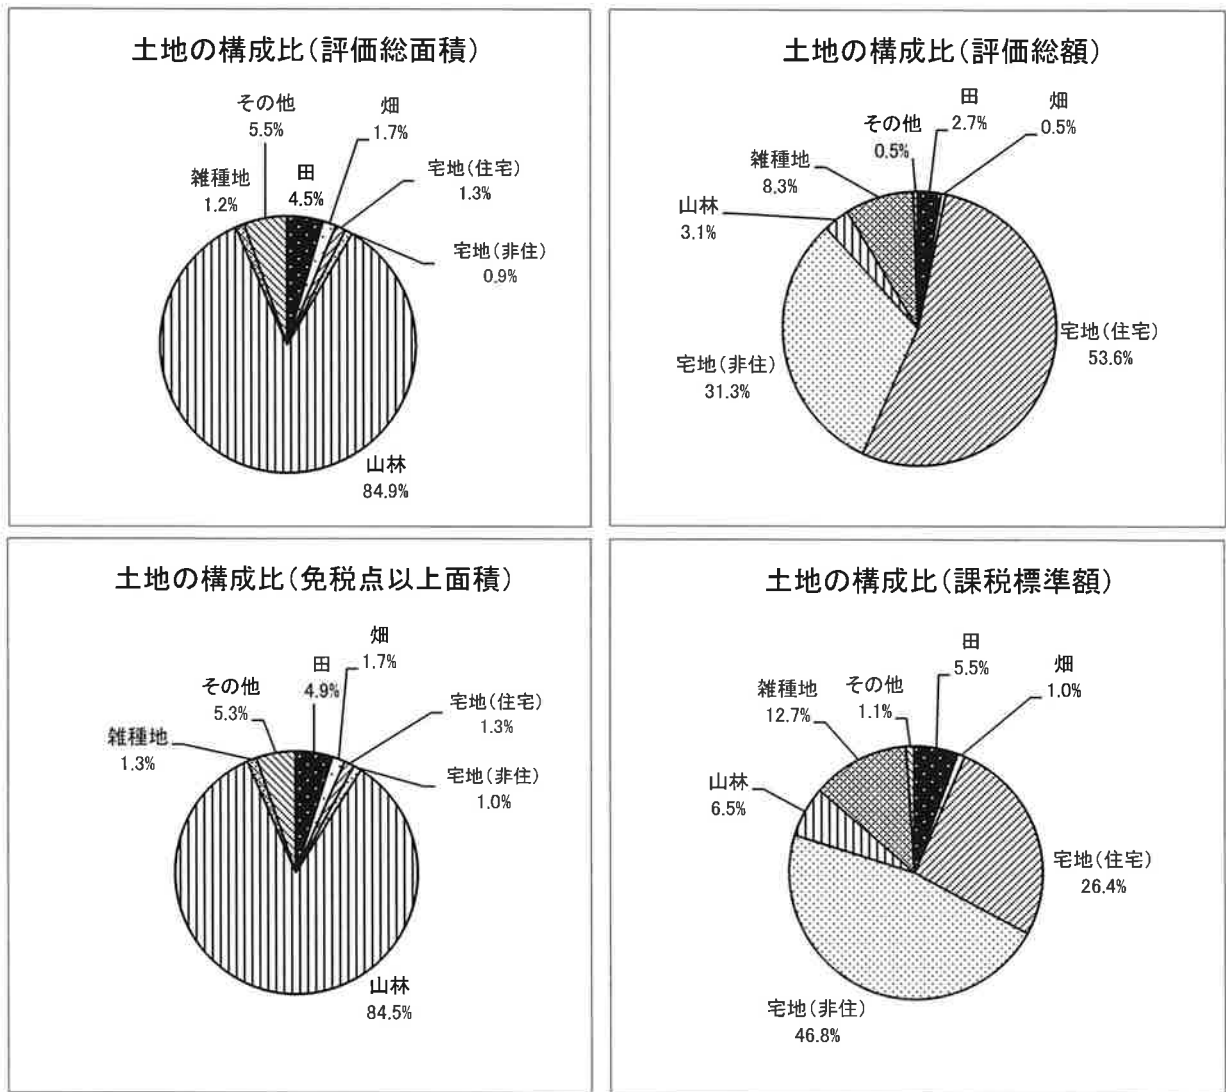 土地の構成比(評価総面積)
その他
5.5%
畑
1.7%
雑種地
1.2%
田
4.5%
宅地(住宅)
1.3%
宅地(非住)
0.9%
山林
84.9%
土地の構成比(評価総額)
田
2.7%
畑
0.5%
その他
0.5%
雑種地
8.3%
山林
3.1%
宅地(住宅)
53.6%
宅地(非住)
31.3%
土地の構成比(免税点以上面積)
畑
1.7%
田
4.9%
その他
5.3%
宅地(住宅)
1.3%
雑種地
1.3%
宅地(非住)
1.0%
山林
84.5%
土地の構成比(課税標準額)
田
5.5%
畑
1.0%
雑種地
12.7%
その他
1.1%
山林
6.5%
宅地(住宅)
26.4%
宅地(非住)
46.8%